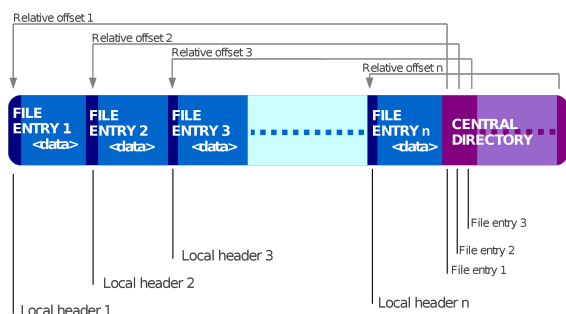 Relative offset 1
Relative offset 2
Relative offset 3
Relative offset n
FILE
ENTRY 1
<data>
FILE
ENTRY 2
<data>
FILE
ENTRY 3
<data>
FILE
ENTRY n
<data>
CENTRAL
DIRECTORY
File entry 3
File entry 2
File entry 1
Local header 3
Local header 2
Local header n
Local header 1